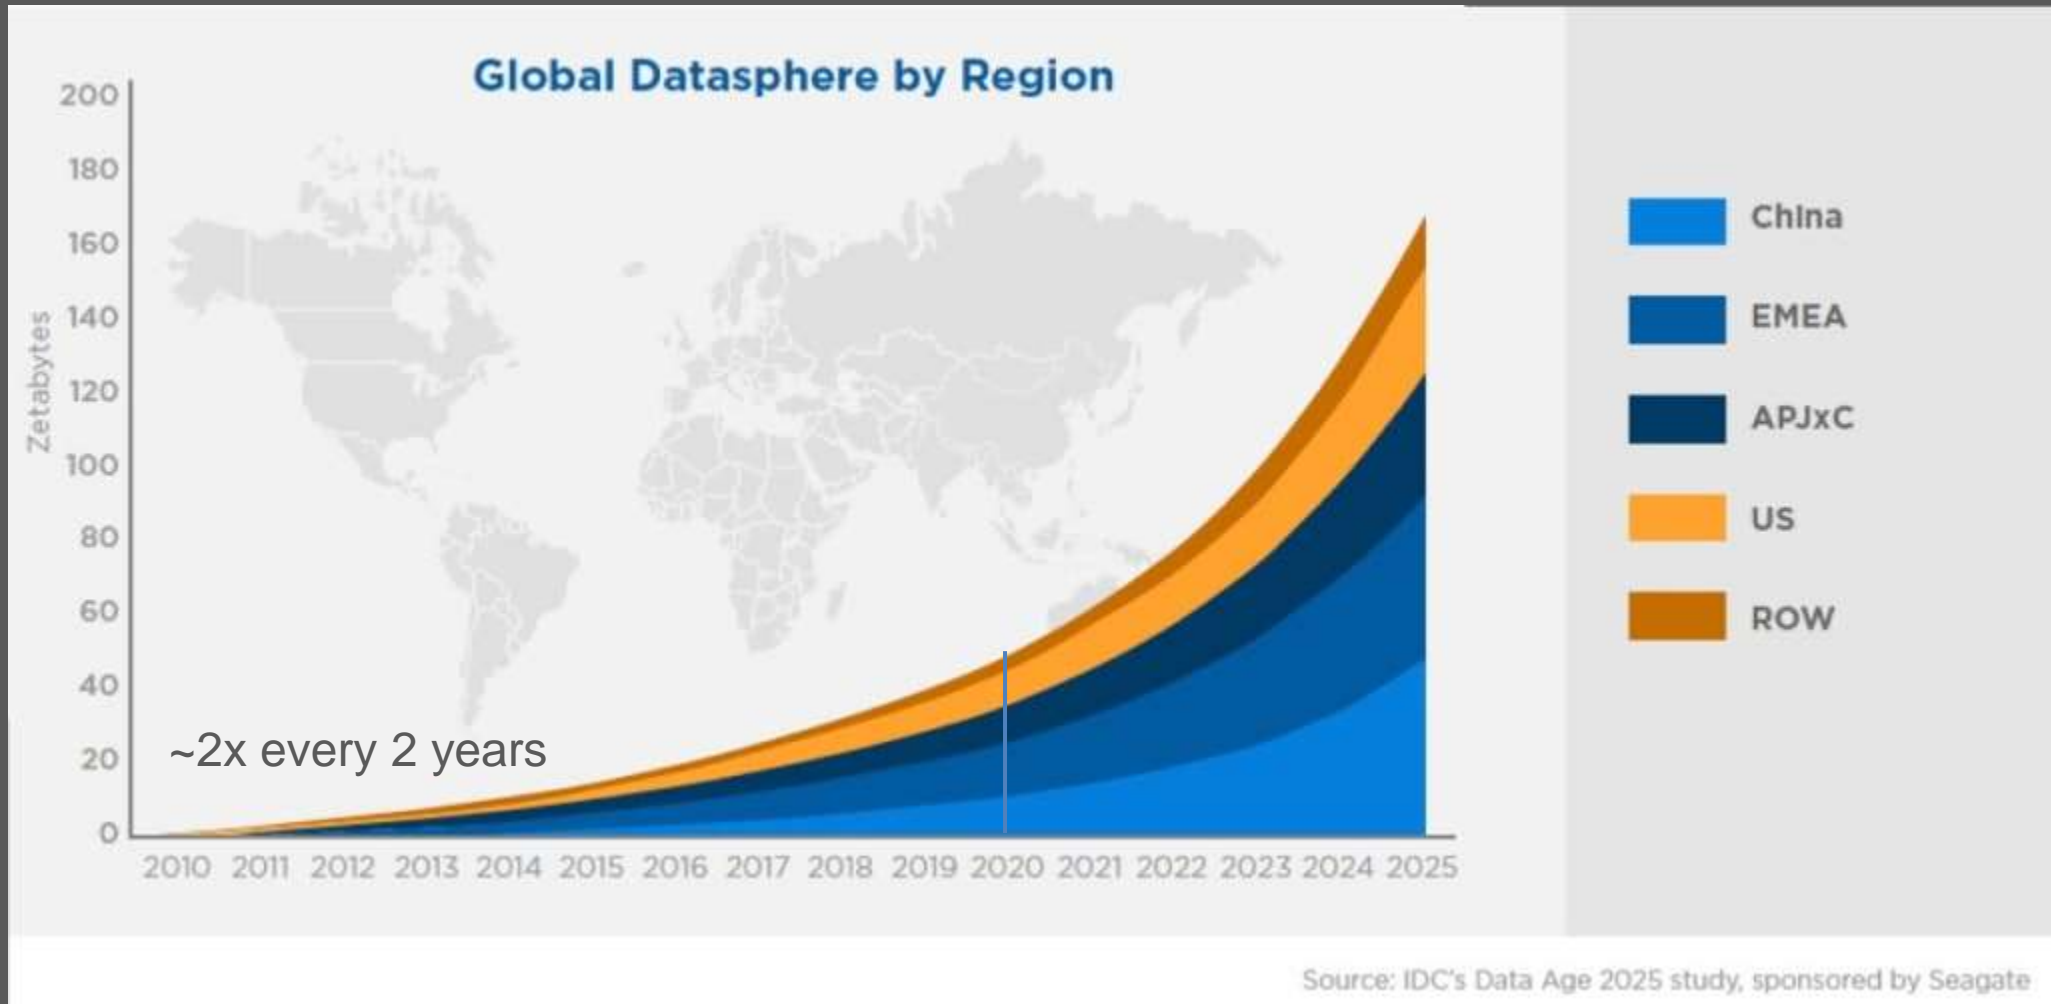 Global Datasphere by Region
200
180
160
140
120
100
80
60
40
20
0
Zetabytes
~2x every 2 years
2010 2011 2012 2013 2014 2015 2016 2017 2018 2019 2020 2021 2022 2023 2024 2025
China
EMEA
APJxC
US
ROW
Source: IDC's Data Age 2025 study, sponsored by Seagate